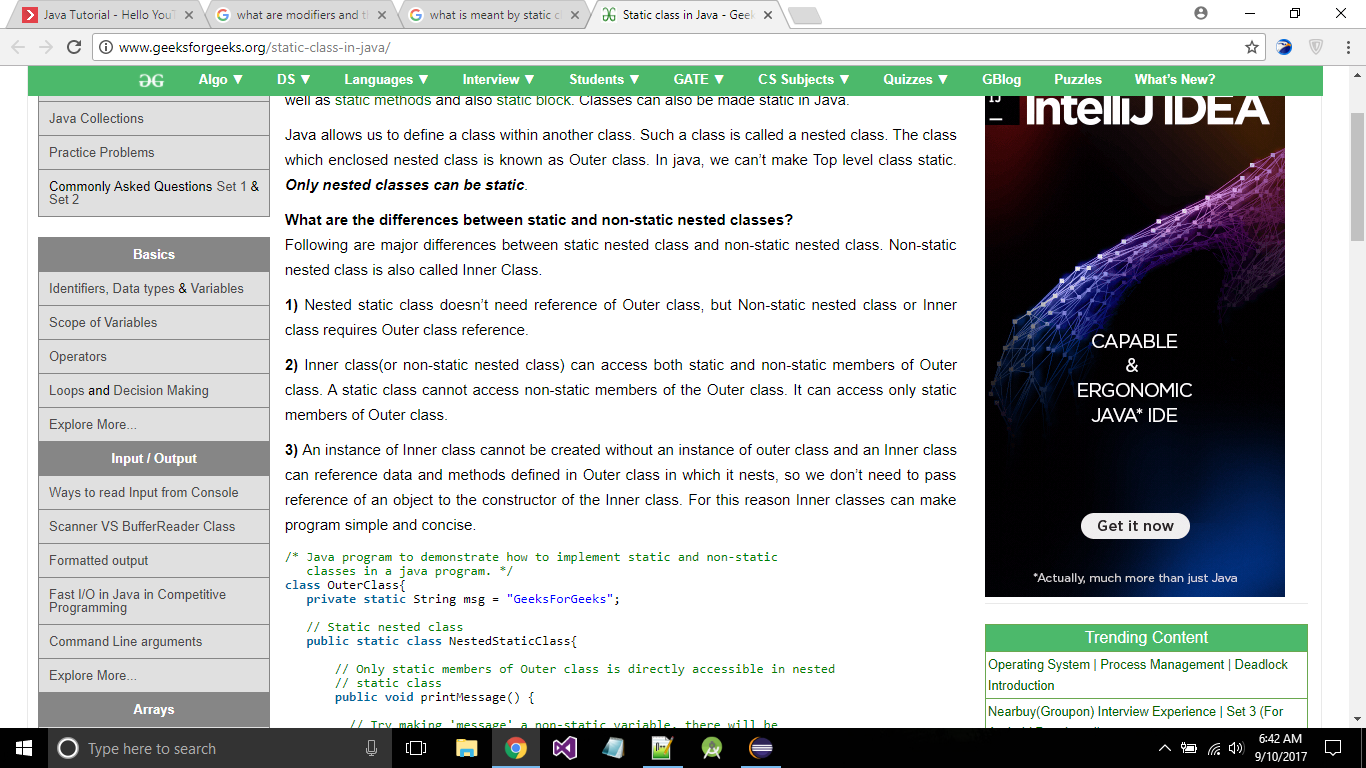 Java Tutorial - Hello You
what are modifiers and t
what is meant by static c
Static class in Java - Geek
www.geeksforgeeks.org/static-class-in-java/
Algo ▼ DS ▼ Languages ▼ Interview ▼ Students ▼ GATE ▼ CS Subjects ▼ Quizzes ▼ GBlog Puzzles What's New?
Java Collections
Practice Problems
Commonly Asked Questions Set 1 &
Set 2
Basics
Identifiers, Data types & Variables
Scope of Variables
Operators
Loops and Decision Making
Explore More...
Input / Output
Ways to read Input from Console
Scanner VS BufferReader Class
Formatted output
Fast I/O in Java in Competitive
Programming
Command Line arguments
Explore More...
Arrays
well as static methods and also static block. Classes can also be made static in Java.
Java allows us to define a class within another class. Such a class is called a nested class. The class
which enclosed nested class is known as Outer class. In java, we can't make Top level class static.
Only nested classes can be static.
What are the differences between static and non-static nested classes?
Following are major differences between static nested class and non-static nested class. Non-static
nested class is also called Inner Class.
1) Nested static class doesn't need reference of Outer class, but Non-static nested class or Inner
class requires Outer class reference.
2) Inner class(or non-static nested class) can access both static and non-static members of Outer
class. A static class cannot access non-static members of the Outer class. It can access only static
members of Outer class.
3) An instance of Inner class cannot be created without an instance of outer class and an Inner class
can reference data and methods defined in Outer class in which it nests, so we don't need to pass
reference of an object to the constructor of the Inner class. For this reason Inner classes can make
program simple and concise.
/* Java program to demonstrate how to implement static and non-static
classes in a java program. */
class OuterClass{
private static String msg = "GeeksForGeeks";
// Static nested class
public static class NestedStaticClass{
// Only static members of Outer class is directly accessible in nested
// static class
public void printMessage() {
// Try making 'message' a non-static variable, there will be
IJ
IntelliJ IDEA
CAPABLE
&
ERGONOMIC
JAVA* IDE
Get it now
*Actually, much more than just Java
Trending Content
Operating System | Process Management | Deadlock
Introduction
Nearbuy(Groupon) Interview Experience | Set 3 (For
Type here to search
6:42 AM
9/10/2017